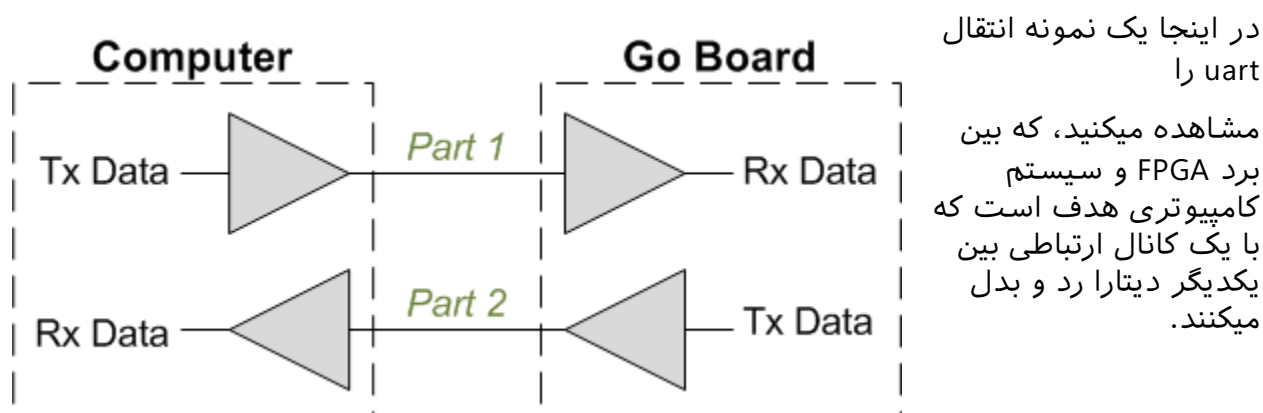 در اینجا یک نمونه انتقال
uart را
مشاهده میکنید، که بین
برد FPGA و سیستم
کامپیوتری هدف است که
با یک کانال ارتباطی بین
یکدیگر دیتارا رد و بدل
میکنند.
Computer
Go Board
Tx Data
Part 1
Rx Data
Rx Data
Part 2
Tx Data